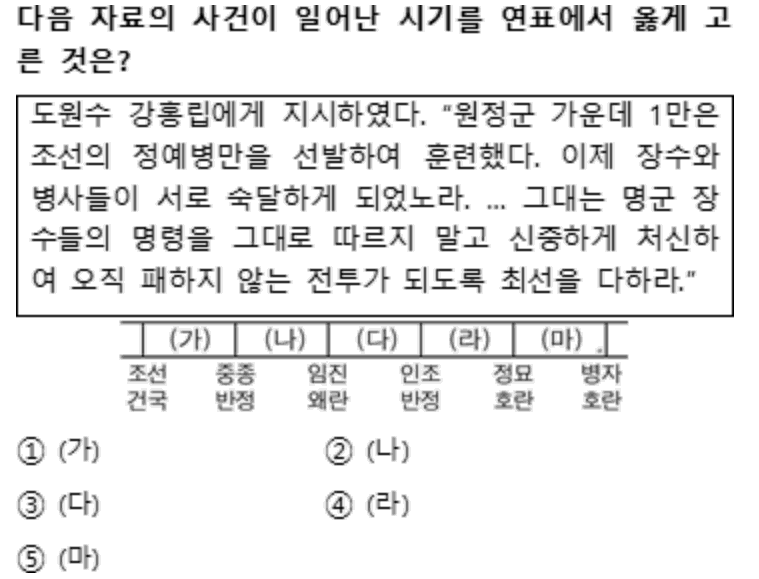 다음 자료의 사건이 일어난 시기를 연표에서 옳게 고
른 것은?
도원수 강홍립에게 지시하였다. "원정군 가운데 1만은
조선의 정예병만을 선발하여 훈련했다. 이제 장수와
병사들이 서로 숙달하게 되었노라. ... 그대는 명군 장
수들의 명령을 그대로 따르지 말고 신중하게 처신하
여 오직 패하지 않는 전투가 되도록 최선을 다하라."
(가) (나) (다) (라) (마)
조선 중종 임진 인조 정묘 병자
건국 반정 왜란 반정 호란 호란
① (가) ② (나)
③ (다) ④ (라)
⑤ (마)